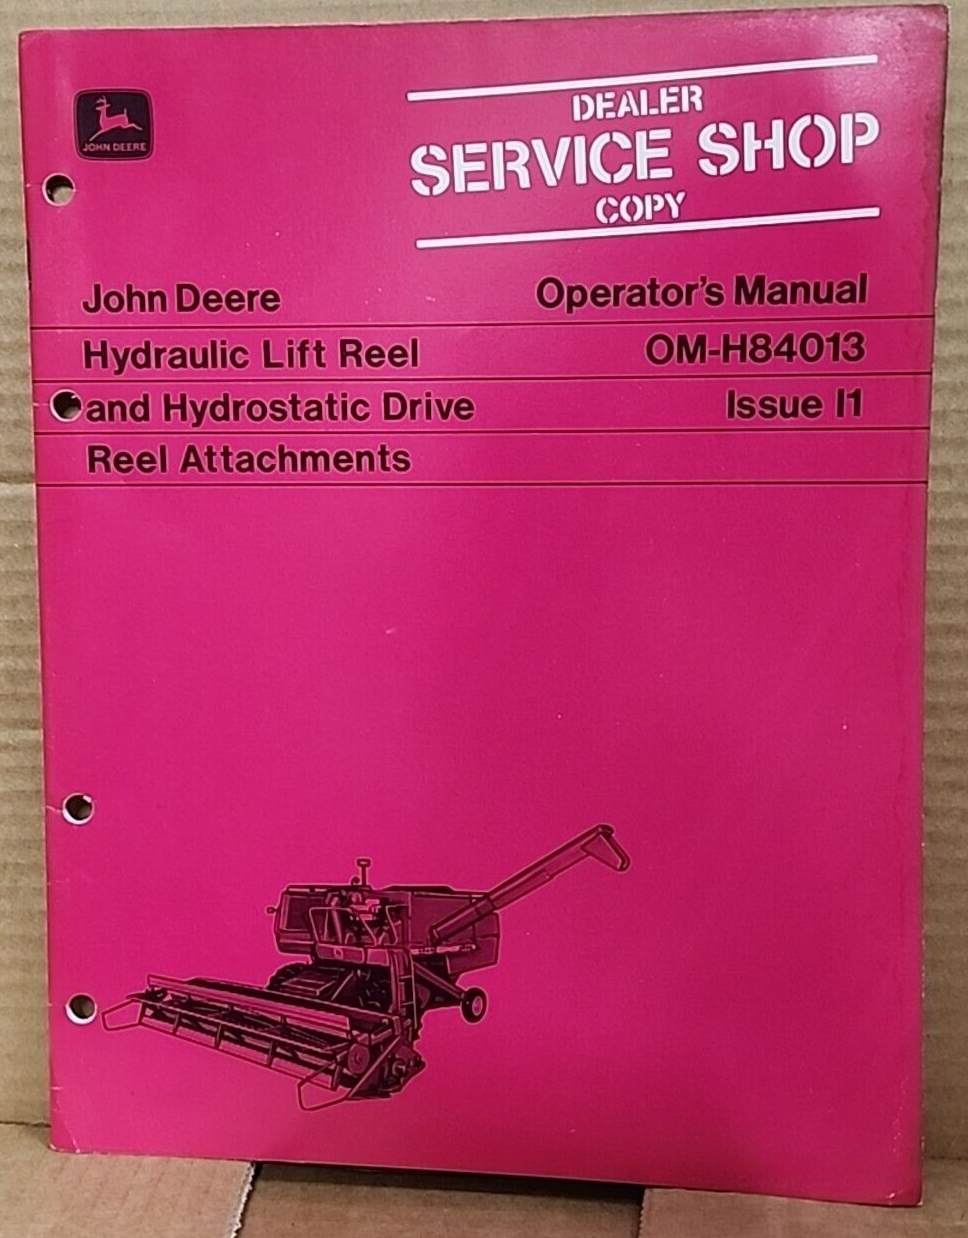 JOHN DEERE
DEALER
SERVICE SHOP
COPY
John Deere
Operator's Manual
Hydraulic Lift Reel
OM-H84013
and Hydrostatic Drive
Issue I1
Reel Attachments